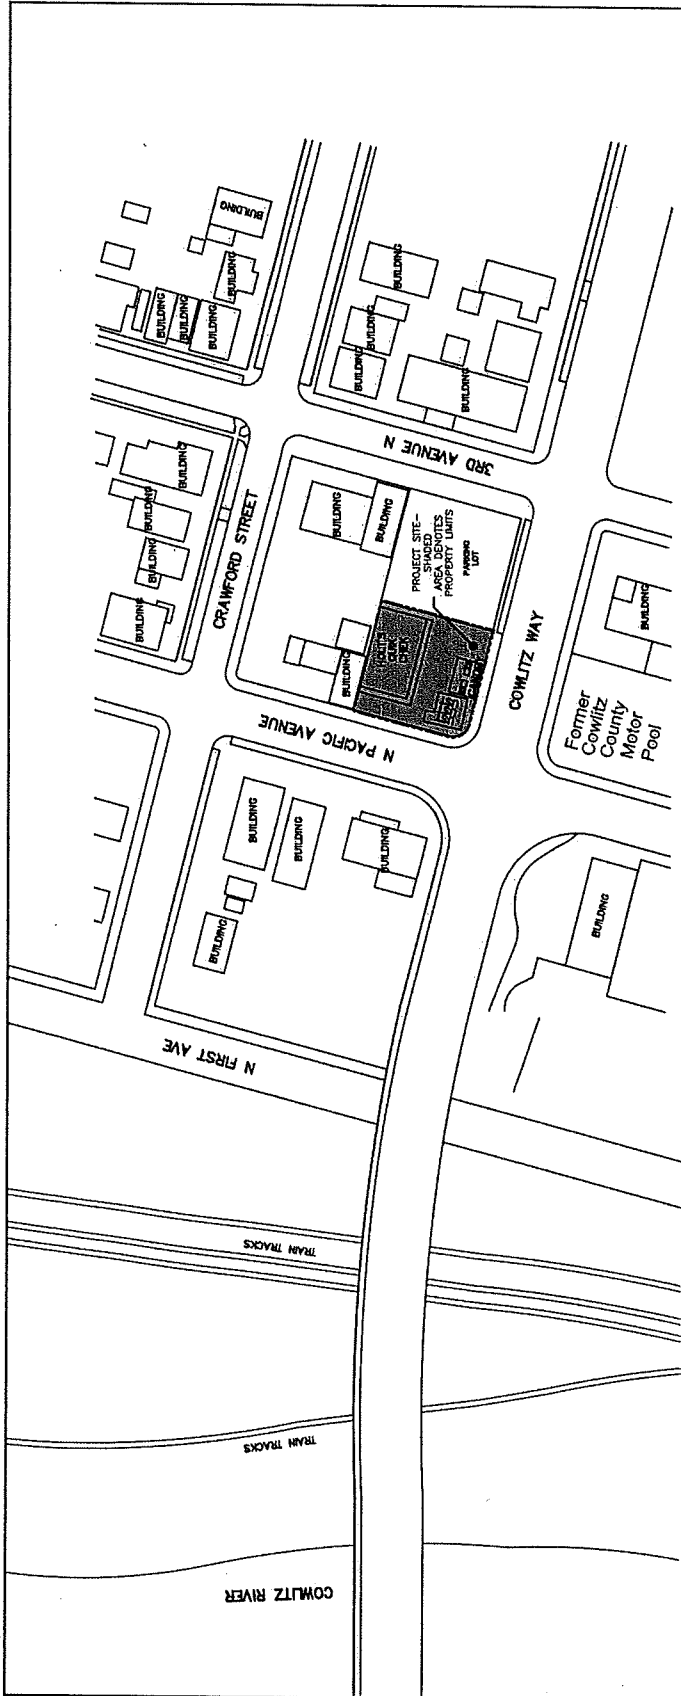 BUILDING
BUILDING
BUILDING
BUILDING
BUILDING
BUILDING
BUILDING
BUILDING
BUILDING
BUILDING
BUILDING
BUILDING
BUILDING
CRAWFORD STREET
3RD AVENUE N
BUILDING
BUILDING
PROJECT SITE-
SHADED
AREA DENOTES
PROPERTY LIMITS
PARKING
LOT
BUILDING
COWLITZ WAY
BUILDING
N PACIFIC AVENUE
Former
Cowlitz
County
Motor
Pool
BUILDING
BUILDING
BUILDING
BUILDING
BUILDING
N FIRST AVE
TRAIN TRACKS
TRAIN TRACKS
COWLITZ RIVER